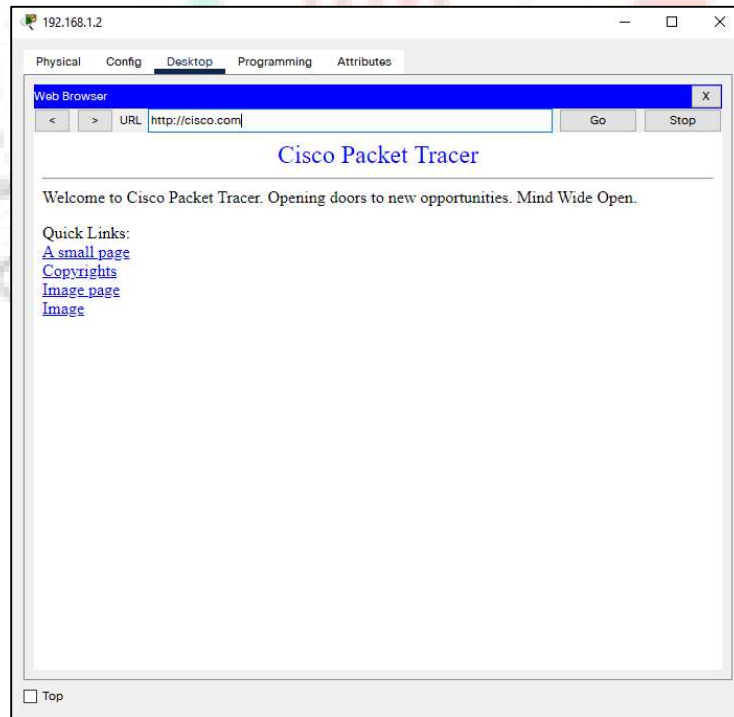 192.168.1.2
Physical Config Desktop Programming Attributes
Web Browser X
< > URL http://cisco.com Go Stop
Cisco Packet Tracer
Welcome to Cisco Packet Tracer. Opening doors to new opportunities. Mind Wide Open.
Quick Links:
A small page
Copyrights
Image page
Image
Top